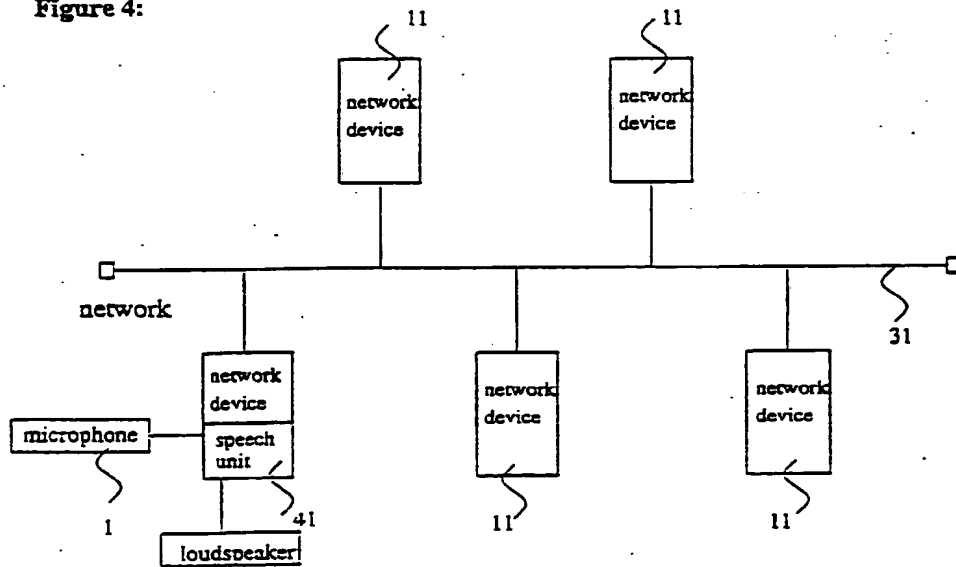 Figure 4:
11
11
network
device
network
device
network
31
network
device
speech
unit
microphone
network
device
network
device
1
41
11
11
loudspeaker